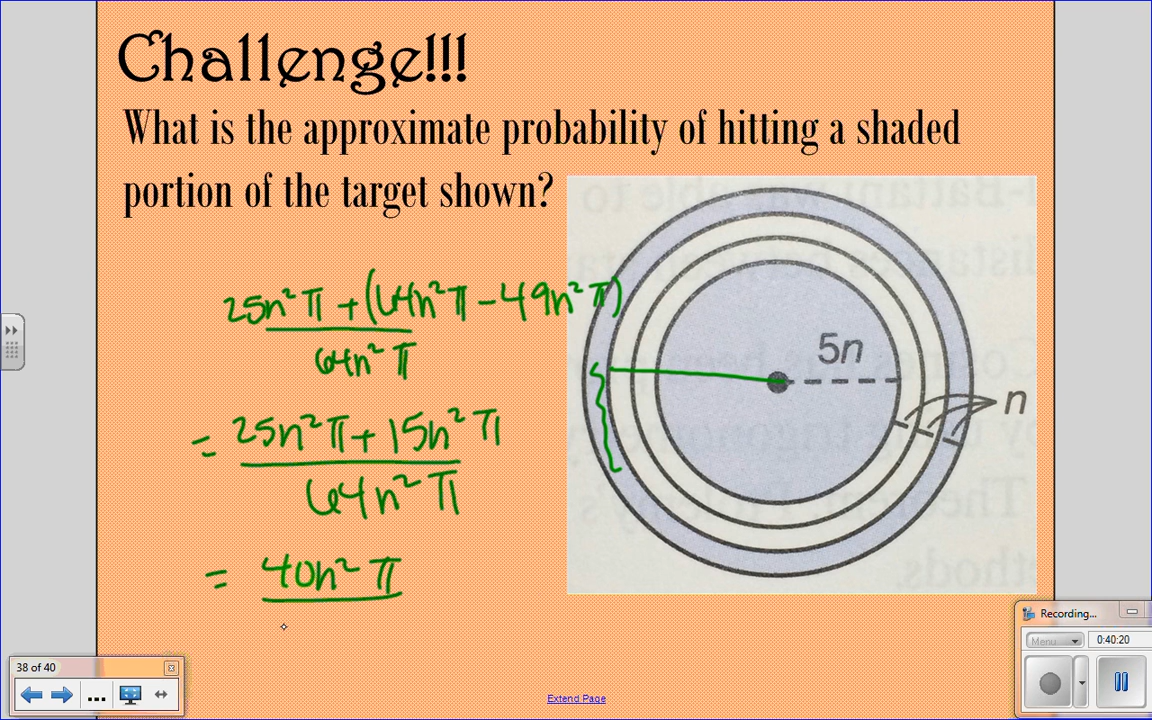 Challenge!!!
What is the approximate probability of hitting a shaded
portion of the target shown?
25n²π + (64n²π - 49n²π)
64n²π
= 25n²π + 15n²π
64n²π
= 40n²π
5n
n
Recording...
Menu
0:40:20
38 of 40
Extend Page